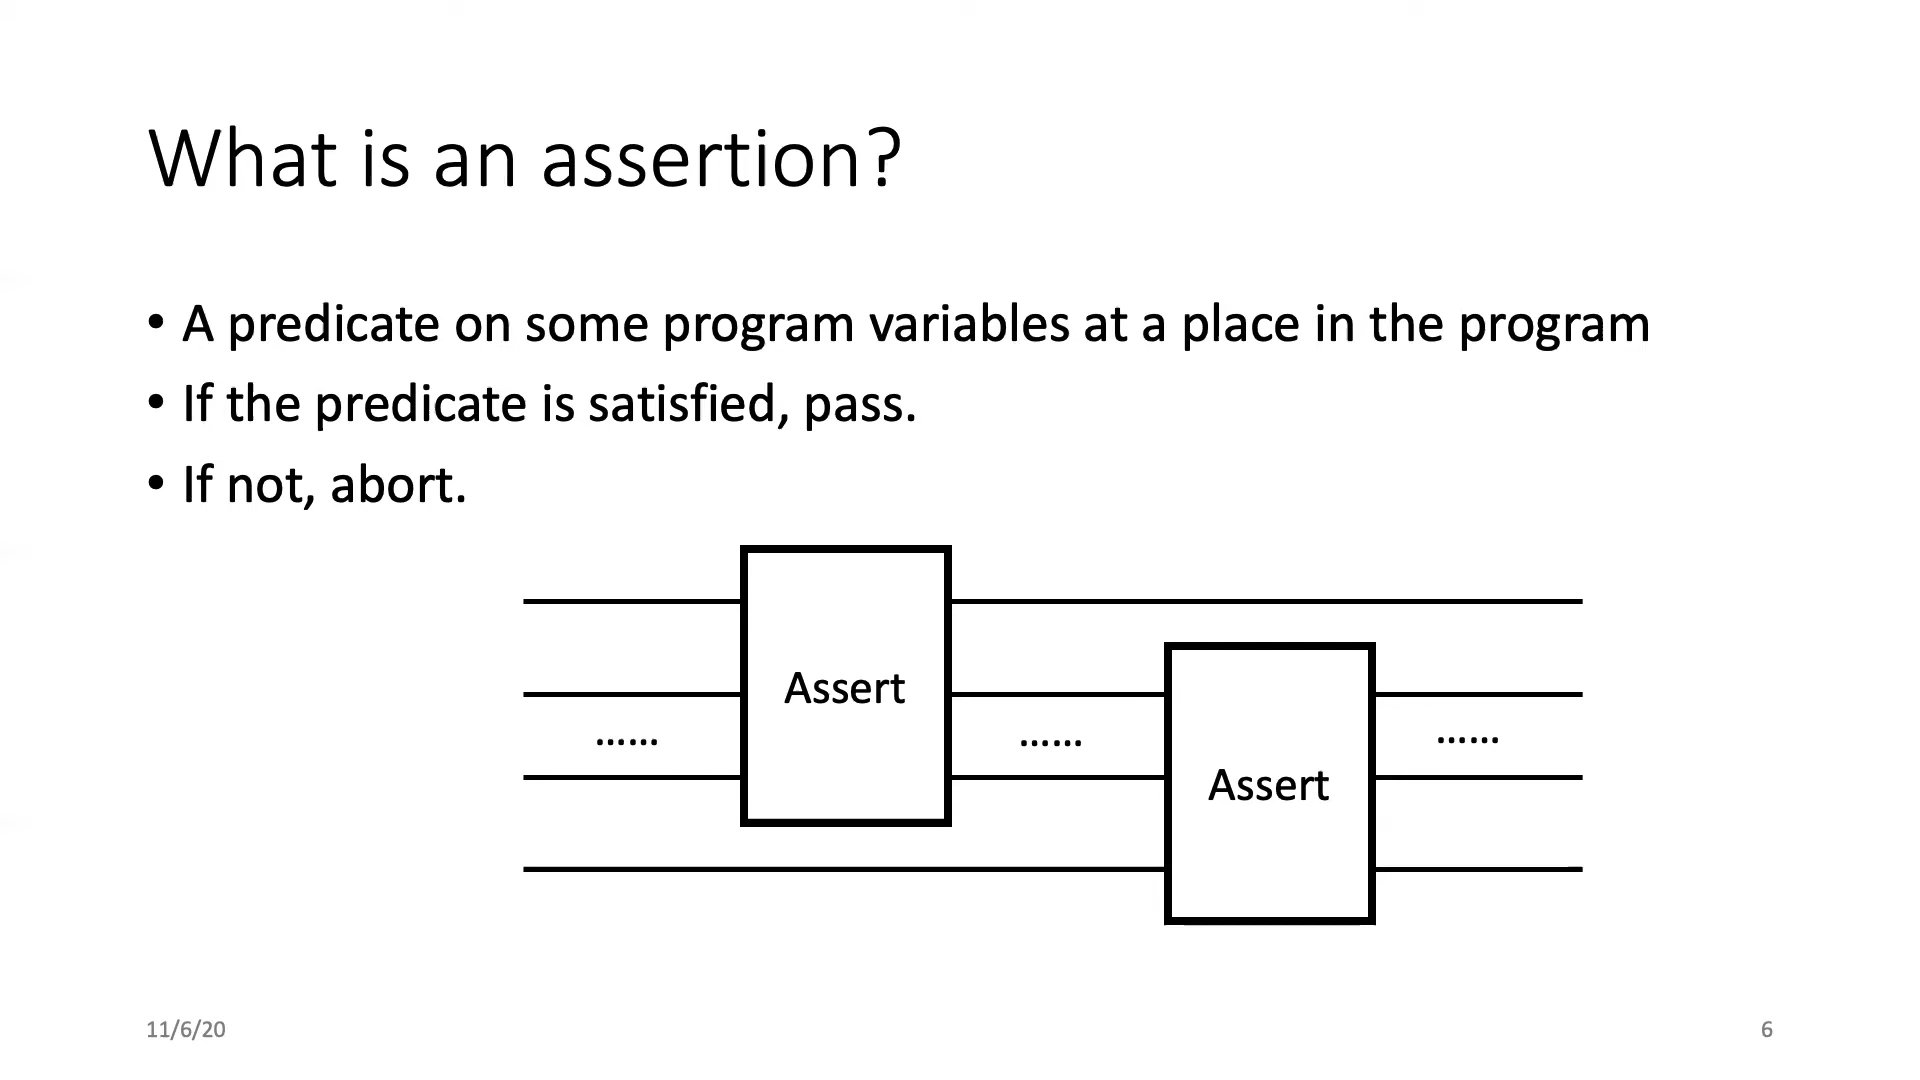 What is an assertion?
• A predicate on some program variables at a place in the program
• If the predicate is satisfied, pass.
• If not, abort.
Assert
......
......
......
Assert
11/6/20
6